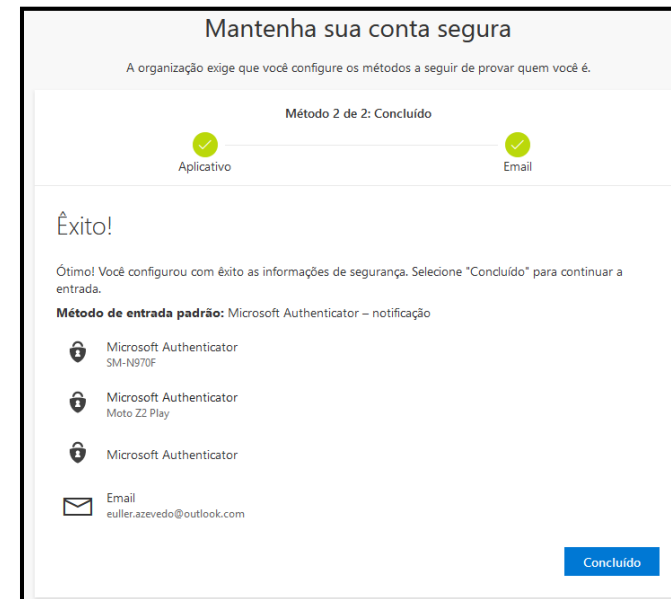 Mantenha sua conta segura
A organização exige que você configure os métodos a seguir de provar quem você é.
Método 2 de 2: Concluído
Aplicativo
Email
Êxito!
Ótimo! Você configurou com êxito as informações de segurança. Selecione "Concluído" para continuar a
entrada.
Método de entrada padrão: Microsoft Authenticator – notificação
Microsoft Authenticator
SM-N970F
Microsoft Authenticator
Moto Z2 Play
Microsoft Authenticator
Email
euller.azevedo@outlook.com
Concluído